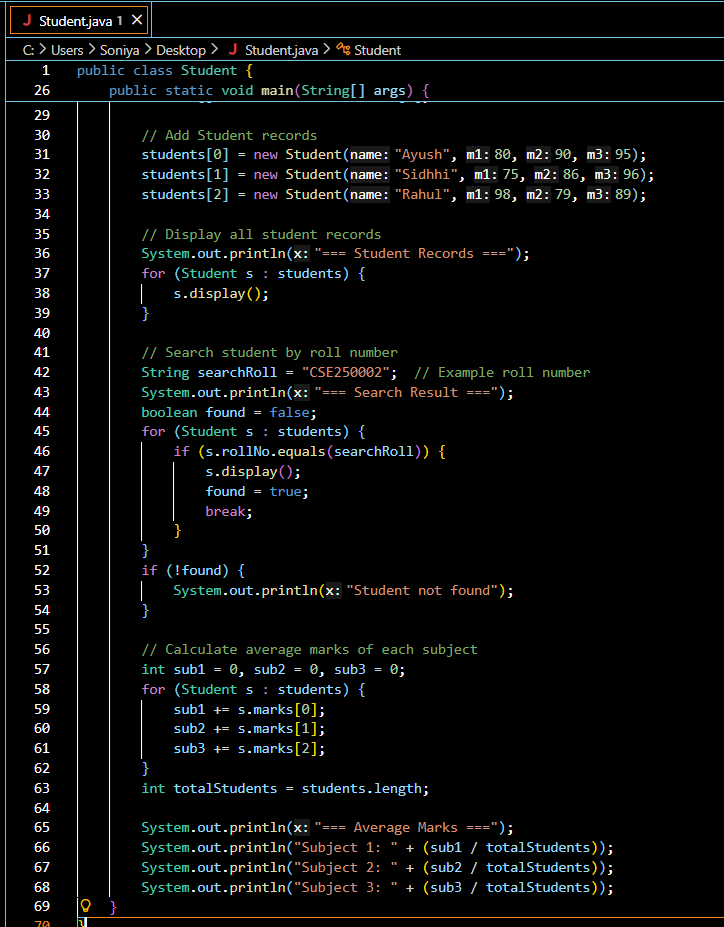 Student.java 1 ×
C: > Users > Soniya > Desktop > J Student.java > Student
1 public class Student {
26     public static void main(String[] args) {
29
30         // Add Student records
31         students[0] = new Student(name: "Ayush", m1: 80, m2: 90, m3: 95);
32         students[1] = new Student(name: "Sidhhi", m1: 75, m2: 86, m3: 96);
33         students[2] = new Student(name: "Rahul", m1: 98, m2: 79, m3: 89);
34
35         // Display all student records
36         System.out.println(x: "=== Student Records ===");
37         for (Student s : students) {
38             s.display();
39         }
40
41         // Search student by roll number
42         String searchRoll = "CSE250002";  // Example roll number
43         System.out.println(x: "=== Search Result ===");
44         boolean found = false;
45         for (Student s : students) {
46             if (s.rollNo.equals(searchRoll)) {
47                 s.display();
48                 found = true;
49                 break;
50             }
51         }
52         if (!found) {
53             System.out.println(x: "Student not found");
54         }
55
56         // Calculate average marks of each subject
57         int sub1 = 0, sub2 = 0, sub3 = 0;
58         for (Student s : students) {
59             sub1 += s.marks[0];
60             sub2 += s.marks[1];
61             sub3 += s.marks[2];
62         }
63         int totalStudents = students.length;
64
65         System.out.println(x: "=== Average Marks ===");
66         System.out.println("Subject 1: " + (sub1 / totalStudents));
67         System.out.println("Subject 2: " + (sub2 / totalStudents));
68         System.out.println("Subject 3: " + (sub3 / totalStudents));
69     }
70 }